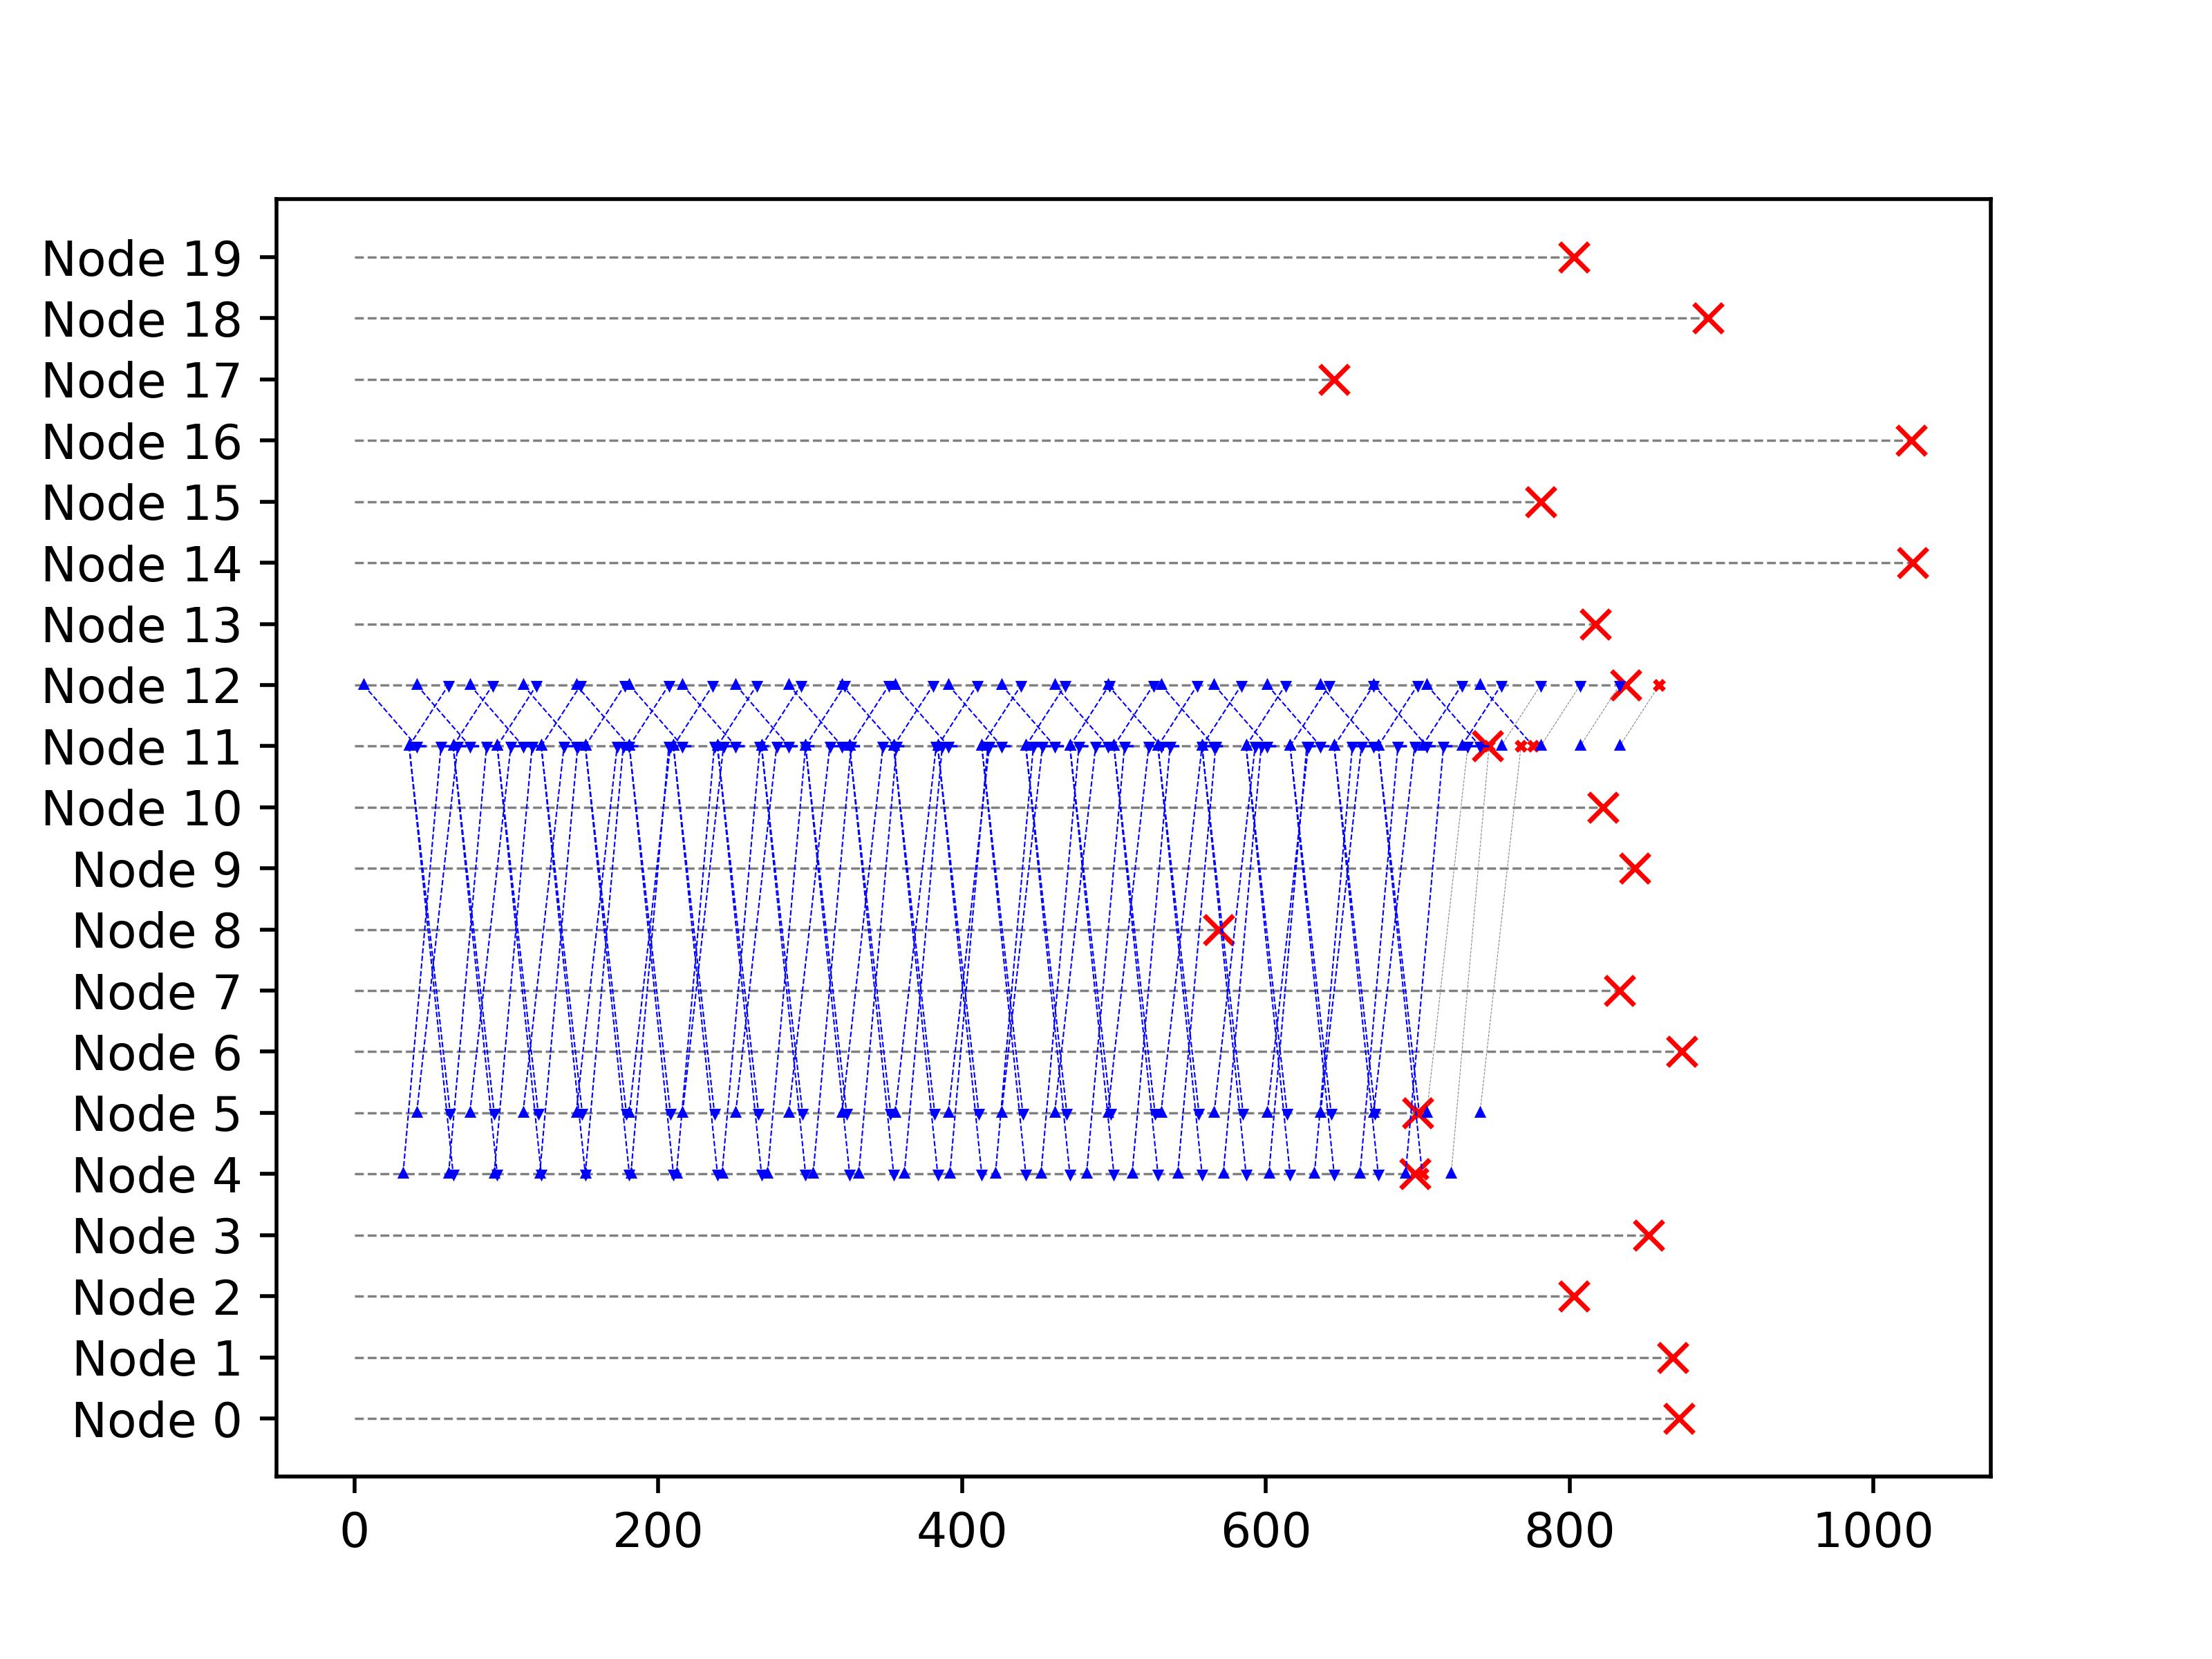 Node 19
Node 18
Node 17
Node 16
Node 15
Node 14
Node 13
Node 12
Node 11
Node 10
Node 9
Node 8
Node 7
Node 6
Node 5
Node 4
Node 3
Node 2
Node 1
Node 0
0 200 400 600 800 1000